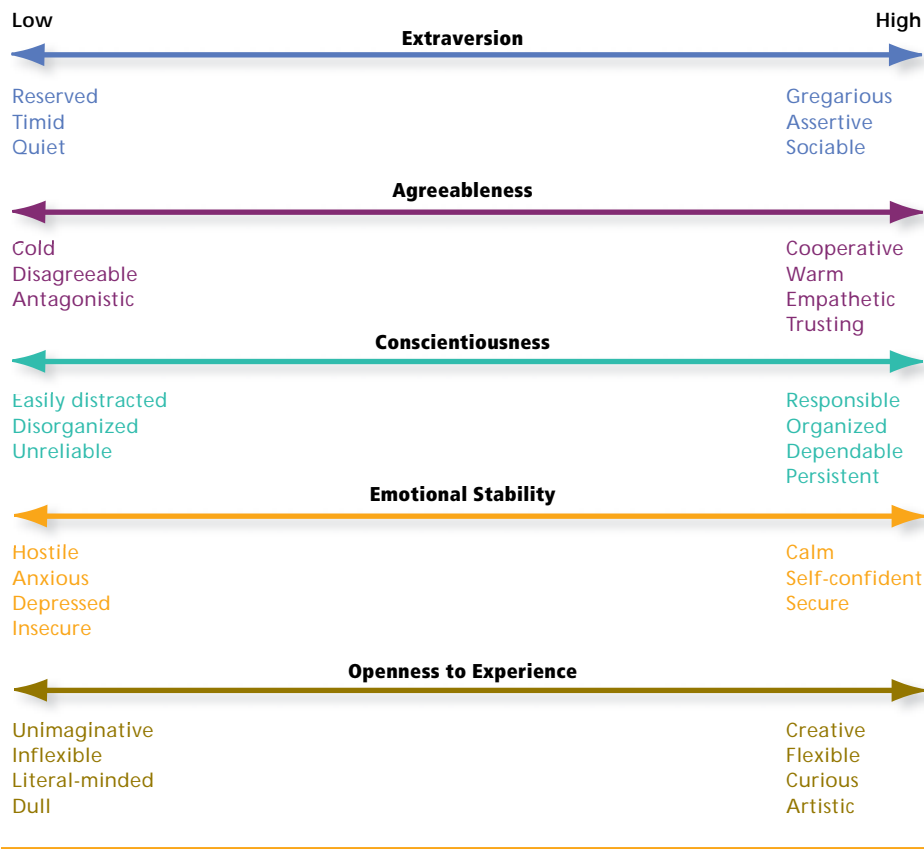 Low
High
Extraversion
Reserved
Timid
Quiet
Gregarious
Assertive
Sociable
Agreeableness
Cold
Disagreeable
Antagonistic
Cooperative
Warm
Empathetic
Trusting
Conscientiousness
Easily distracted
Disorganized
Unreliable
Responsible
Organized
Dependable
Persistent
Emotional Stability
Hostile
Anxious
Depressed
Insecure
Calm
Self-confident
Secure
Openness to Experience
Unimaginative
Inflexible
Literal-minded
Dull
Creative
Flexible
Curious
Artistic